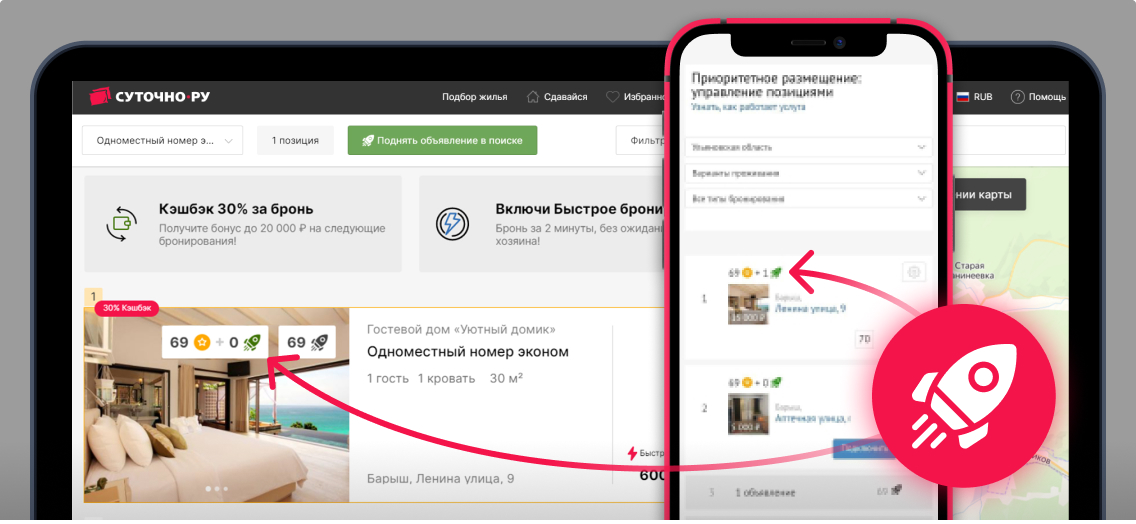 СУТОЧНО·РУ
Подбор жилья
Сдавайся
Избранно
RUB
Помощь
Одноместный номер э...
1 позиция
Поднять объявление в поиске
Фильтр
нии карты
Кэшбэк 30% за бронь
Получите бонус до 20 000 ₽ на следующие
бронирования!
Включи Быстрое брони
Бронь за 2 минуты, без ожидан
хозяина!
1
30% Кэшбэк
69 + 0
69
Гостевой дом «Уютный домик»
Одноместный номер эконом
1 гость 1 кровать 30 м²
Барыш, Ленина улица, 9
Быстр
600
Приоритетное размещение:
управление позициями
Узнать, как работает услуга
Ульяновская область
Варианты проживания
Все типы бронирования
69 + 1
1
15 000 ₽
Барыш,
Ленина улица, 9
70
69 + 0
2
5 000 ₽
Барыш,
Аптечная улица,
Подключить
3
1 объявление
69
Старая